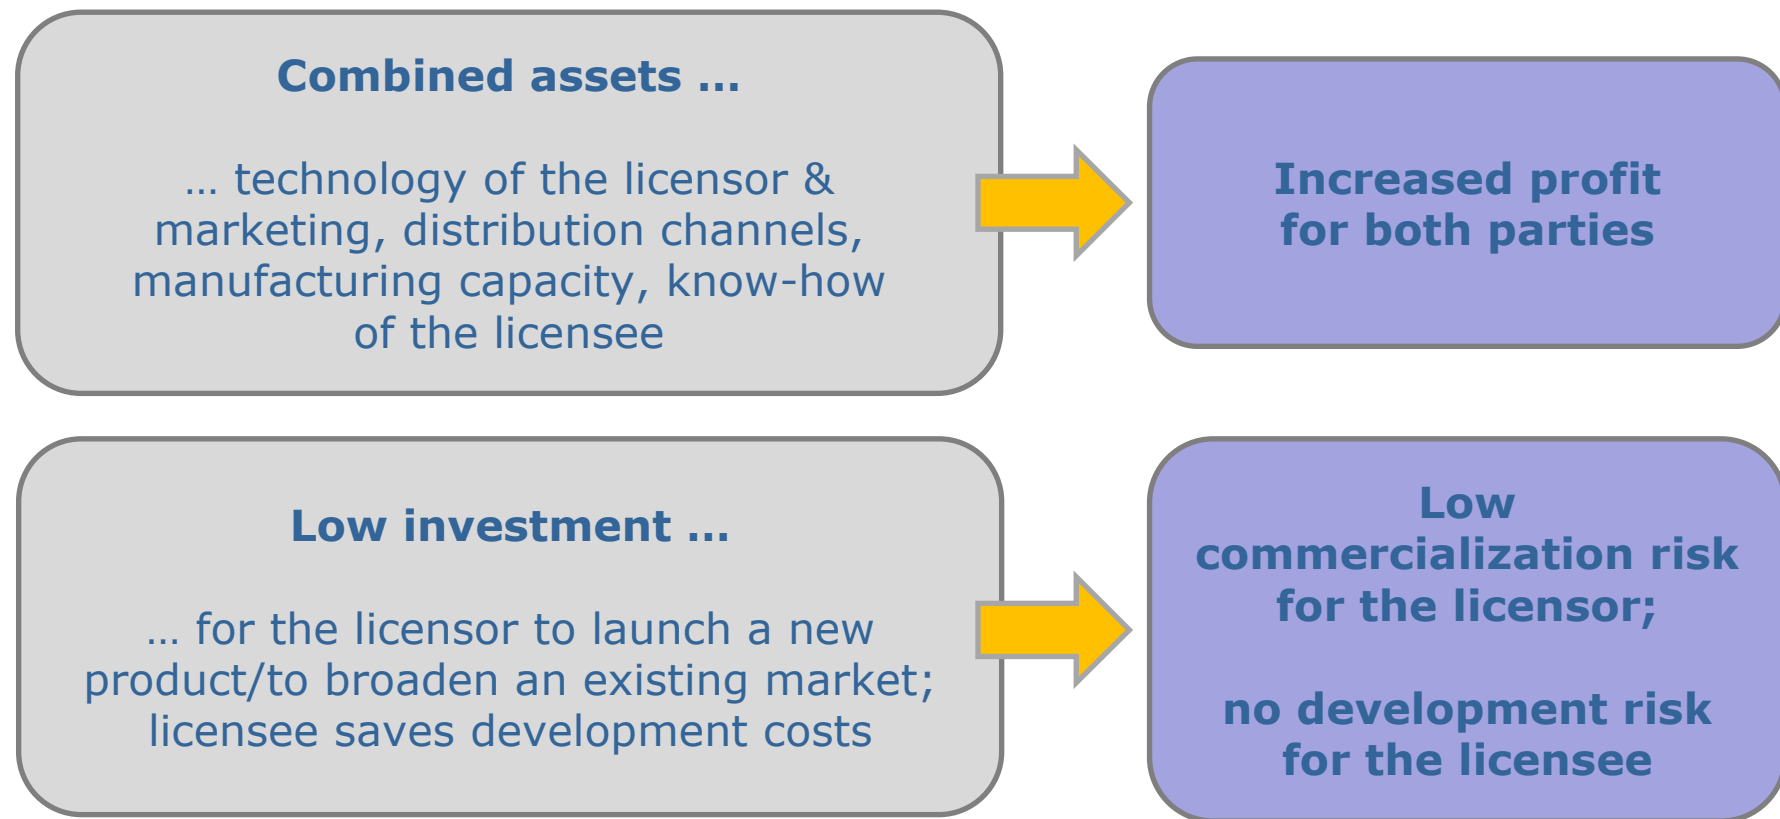 Combined assets ...
... technology of the licensor &
marketing, distribution channels,
manufacturing capacity, know-how
of the licensee
Increased profit
for both parties
Low investment ...
... for the licensor to launch a new
product/to broaden an existing market;
licensee saves development costs
Low
commercialization risk
for the licensor;
no development risk
for the licensee